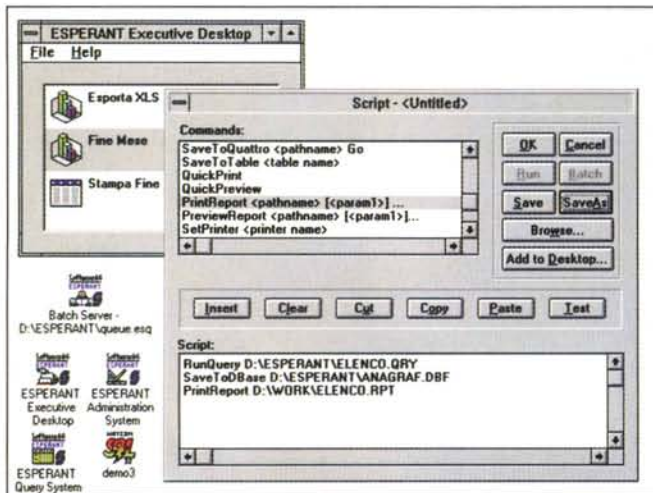 ESPERANT Executive Desktop
File Help
Esporta XLS
Fine Mese
Stampa Fine
Script - <Untitled>
Commands:
SaveToQuattro <pathname> Go
SaveToTable <table name>
QuickPrint
QuickPreview
PrintReport <pathname> [<param1>] ...
PreviewReport <pathname> [<param1>]...
SetPrinter <printer name>
OK Cancel
Run Batch
Save SaveAs
Browse...
Add to Desktop...
Insert Clear Cut Copy Paste Test
Script:
RunQuery D:\ESPERANT\ELENCO.QRY
SaveToDBase D:\ESPERANT\ANAGRAF.DBF
PrintReport D:\WORK\ELENCO.RPT
Software
ESPERANT
Batch Server -
D:\ESPERANT\queue.esq
ESPERANT
Executive
Desktop
ESPERANT
Administration
System
ESPERANT
Query System
demo3